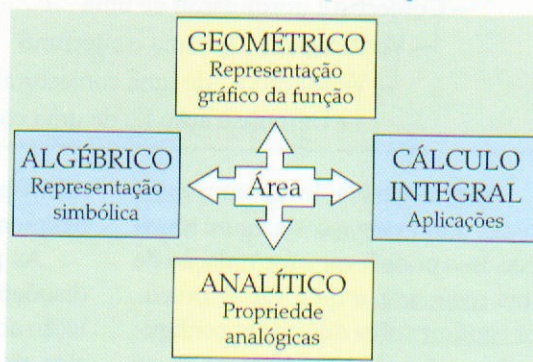 GEOMÉTRICO
Representação
gráfico da função
ALGÉBRICO
Representação
simbólica
Área
CÁLCULO
INTEGRAL
Aplicações
ANALÍTICO
Propriedde
analógicas